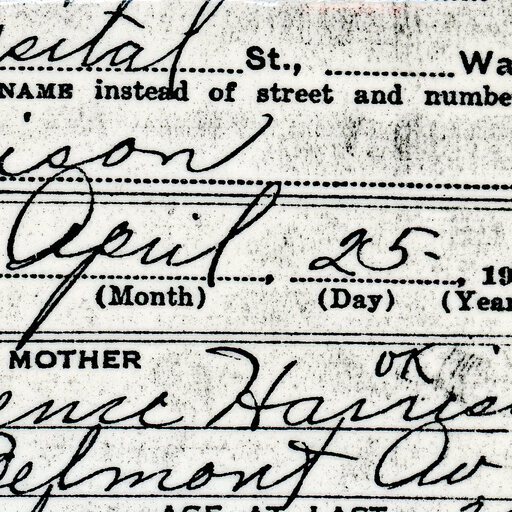 sital St., Wa
NAME instead of street and numbe
ison
April , 25 , 19
(Month) (Day) (Year
MOTHER OK
ence Harris
Belmont Av
AGE AT LAST